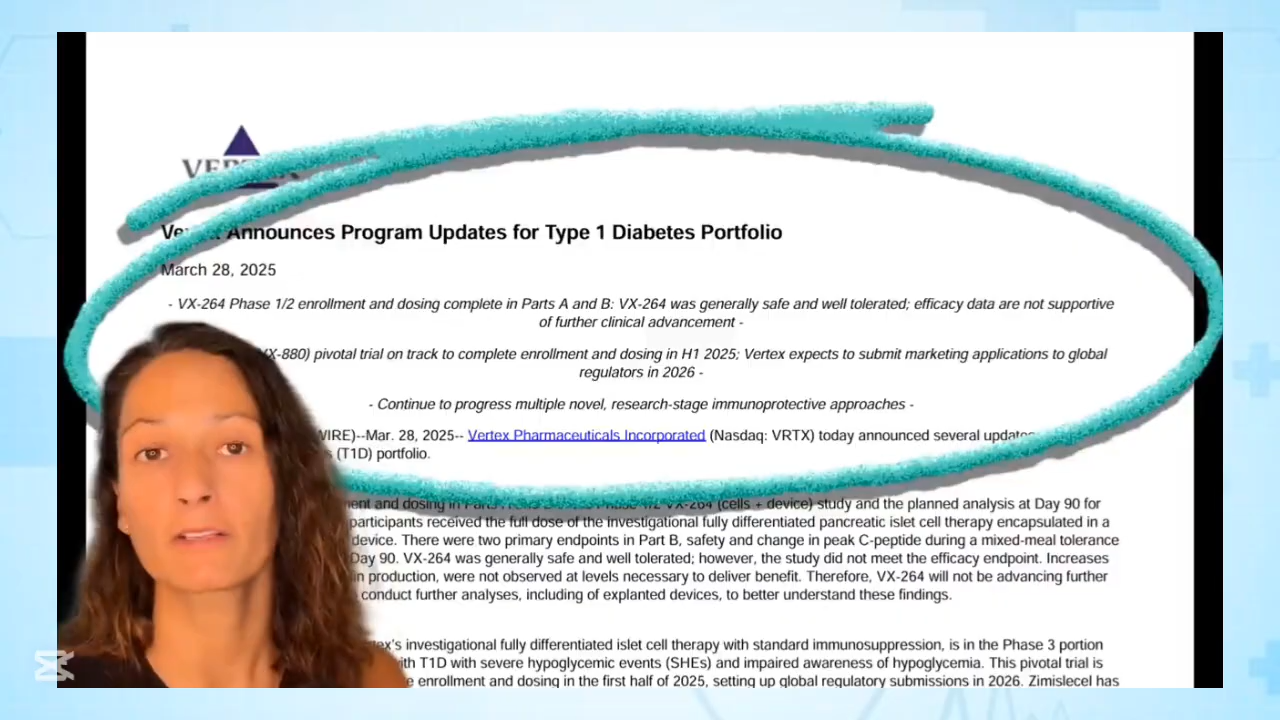 Announces Program Updates for Type 1 Diabetes Portfolio
March 28, 2025
- VX-264 Phase 1/2 enrollment and dosing complete in Parts A and B: VX-264 was generally safe and well tolerated; efficacy data are not supportive
of further clinical advancement -
VX-880) pivotal trial on track to complete enrollment and dosing in H1 2025; Vertex expects to submit marketing applications to global
regulators in 2026 -
- Continue to progress multiple novel, research-stage immunoprotective approaches -
WIRE)--Mar. 28, 2025-- Vertex Pharmaceuticals Incorporated (Nasdaq: VRTX) today announced several updates
(T1D) portfolio.
and dosing in VX-264 (cells + device) study and the planned analysis at Day 90 for
participants received the full dose of the investigational fully differentiated pancreatic islet cell therapy encapsulated in a
device. There were two primary endpoints in Part B, safety and change in peak C-peptide during a mixed-meal tolerance
Day 90. VX-264 was generally safe and well tolerated; however, the study did not meet the efficacy endpoint. Increases
in production, were not observed at levels necessary to deliver benefit. Therefore, VX-264 will not be advancing further
conduct further analyses, including of explanted devices, to better understand these findings.
investigational fully differentiated islet cell therapy with standard immunosuppression, is in the Phase 3 portion
with T1D with severe hypoglycemic events (SHEs) and impaired awareness of hypoglycemia. This pivotal trial is
enrollment and dosing in the first half of 2025, setting up global regulatory submissions in 2026. Zimislecel has